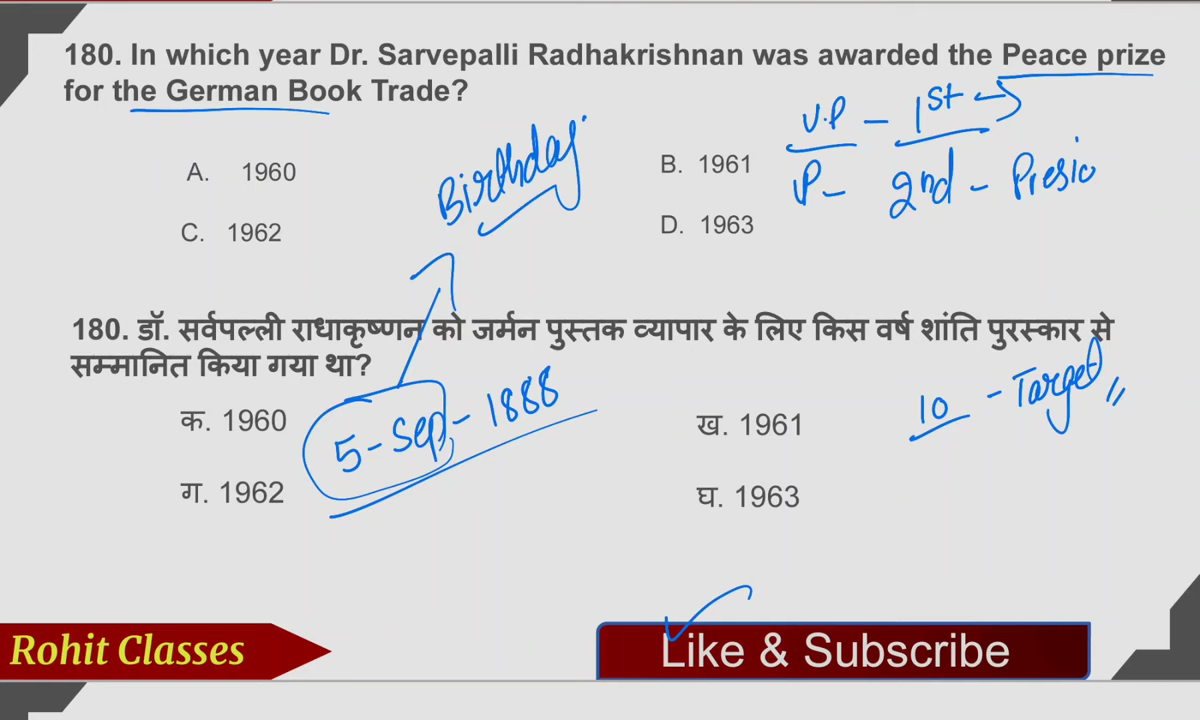 180. In which year Dr. Sarvepalli Radhakrishnan was awarded the Peace prize
for the German Book Trade?
V.P - 1st
A. 1960
Birthday
B. 1961
P - 2nd - Presid
C. 1962
D. 1963
180. डॉ. सर्वपल्ली राधाकृष्णन को जर्मन पुस्तक व्यापार के लिए किस वर्ष शांति पुरस्कार से
सम्मानित किया गया था?
क. 1960
5-Sep-1888
ख. 1961
10 - Target
ग. 1962
घ. 1963
Rohit Classes
Like & Subscribe